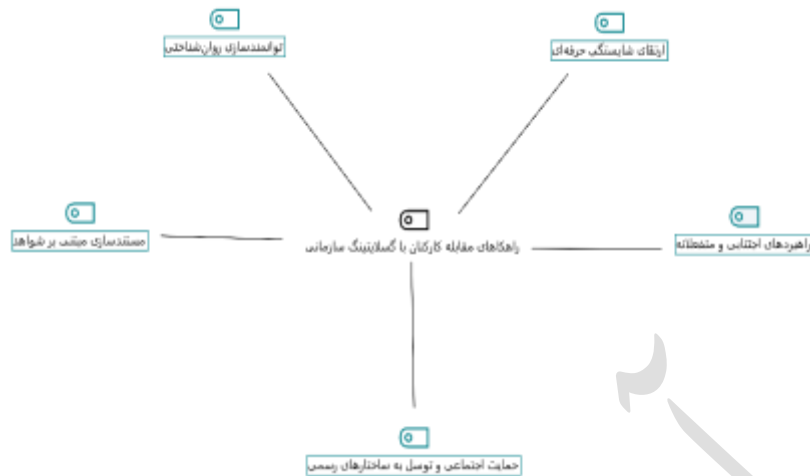 ارتقای شایستگی حرفه‌ای
توانمندسازی روان‌شناختی
راهبردهای اجتنابی و منفعلانه
راهکاهای مقابله کارکنان با گسلایتینگ سازمانی
مستندسازی مبتنی بر شواهد
حمایت اجتماعی و توسل به ساختارهای رسمی